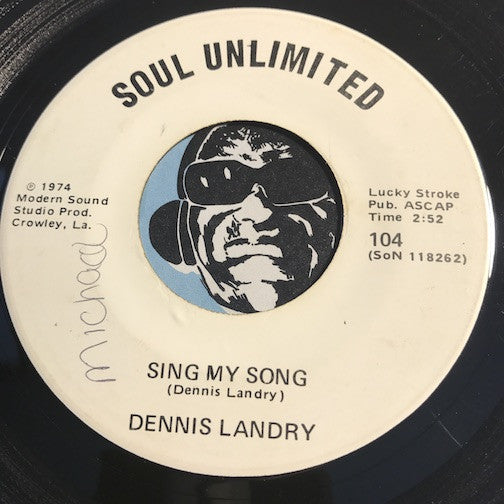 SOUL UNLIMITED
℗ 1974
Modern Sound
Studio Prod.
Crowley, La.
Lucky Stroke
Pub. ASCAP
Time 2:52
104
(SoN 118262)
michael
SING MY SONG
(Dennis Landry)
DENNIS LANDRY